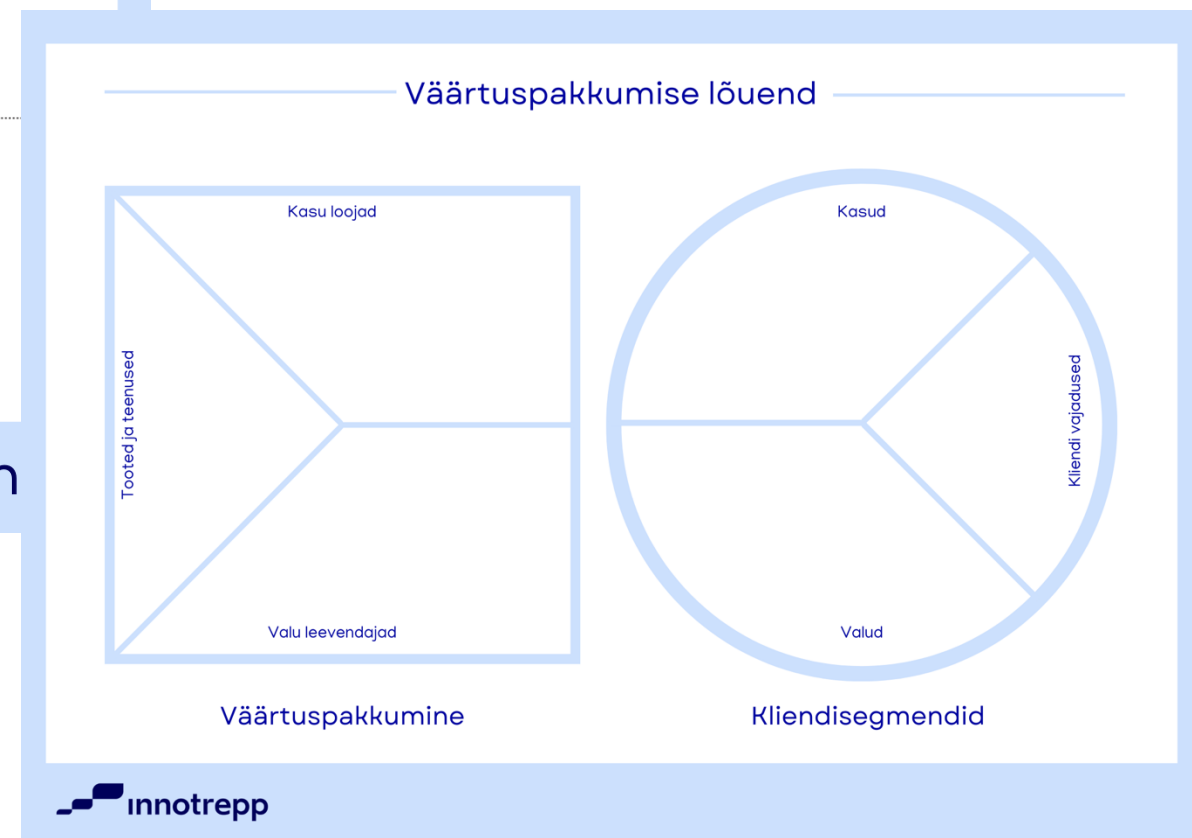 Väärtuspakkumise lõuend
Kasu loojad
Kasud
Tooted ja teenused
Kliendi vajadused
Valu leevendajad
Valud
Väärtuspakkumine
Kliendisegmendid
innotrepp